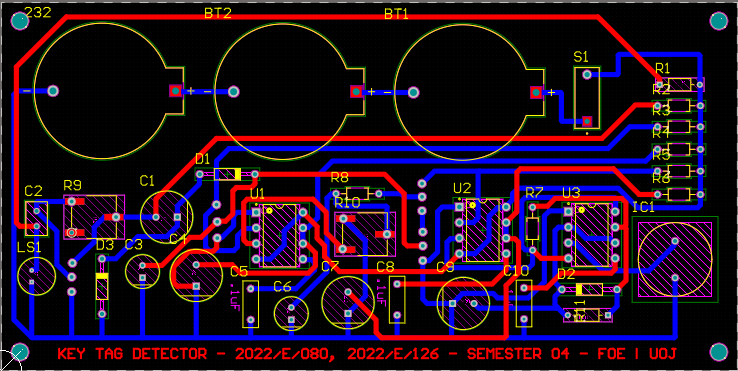 232
BT2
BT1
S1
R1
R2
R3
R4
R5
R6
D1
R8
R9
C2
C1
U1
R10
U2
R7
U3
IC1
LS1
D3
C3
C4
C5
C6
C7
C8
C9
C10
D2
.1uF
.1uF
R11
KEY TAG DETECTOR - 2022/E/080, 2022/E/126 - SEMESTER 04 - FOE | UOJ